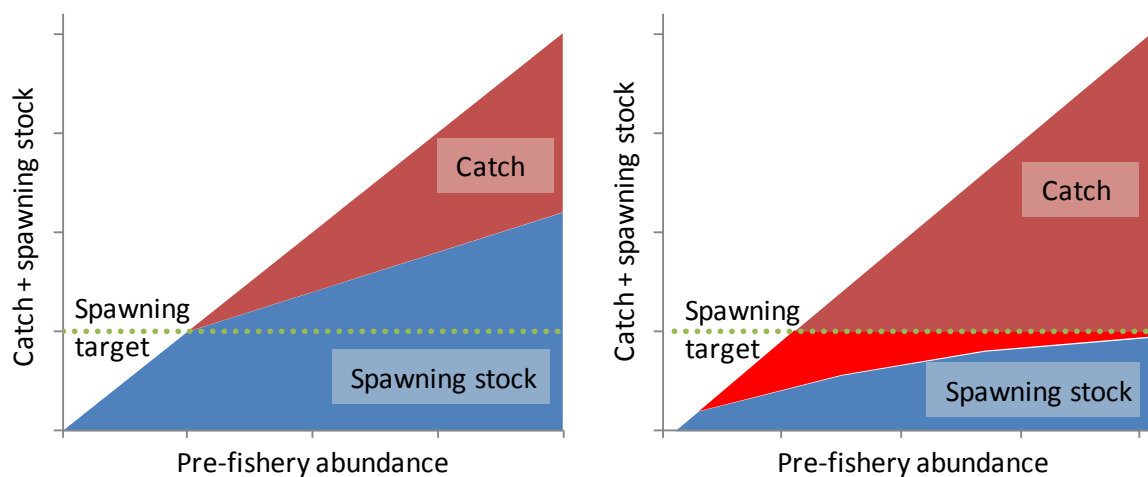 Catch + spawning stock
Catch
Spawning
target
Spawning stock
Pre-fishery abundance
Catch + spawning stock
Catch
Spawning
target
Spawning stock
Pre-fishery abundance